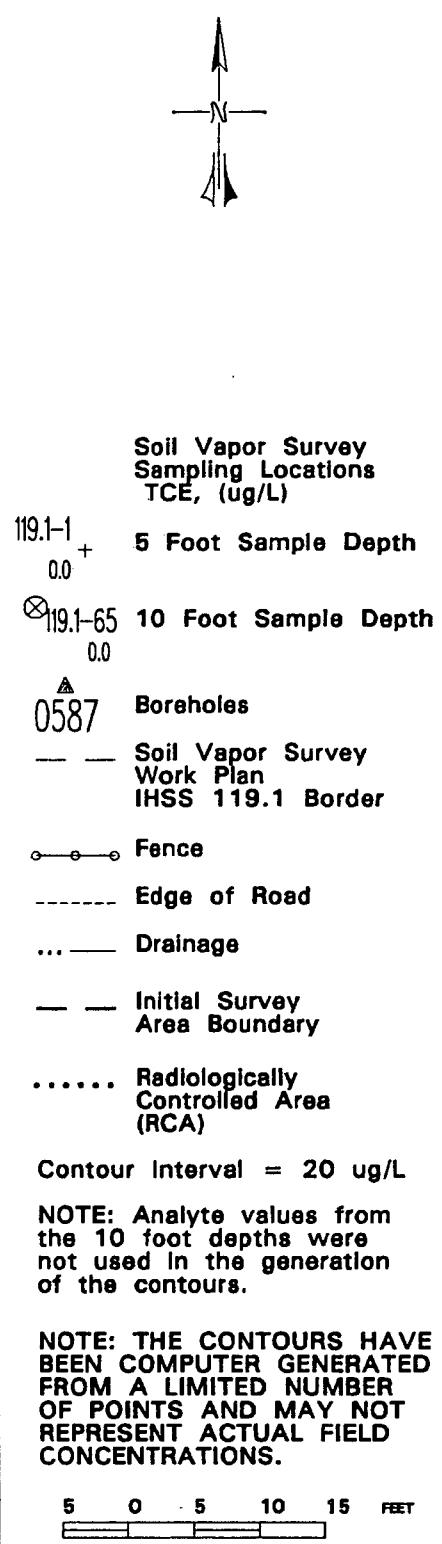 N
Soil Vapor Survey
Sampling Locations
TCE, (ug/L)
119.1-1
0.0
5 Foot Sample Depth
119.1-65
0.0
10 Foot Sample Depth
0587
Boreholes
Soil Vapor Survey
Work Plan
IHSS 119.1 Border
Fence
Edge of Road
Drainage
Initial Survey
Area Boundary
Radiologically
Controlled Area
(RCA)
Contour Interval = 20 ug/L
NOTE: Analyte values from
the 10 foot depths were
not used in the generation
of the contours.
NOTE: THE CONTOURS HAVE
BEEN COMPUTER GENERATED
FROM A LIMITED NUMBER
OF POINTS AND MAY NOT
REPRESENT ACTUAL FIELD
CONCENTRATIONS.
5 0 5 10 15 FEET